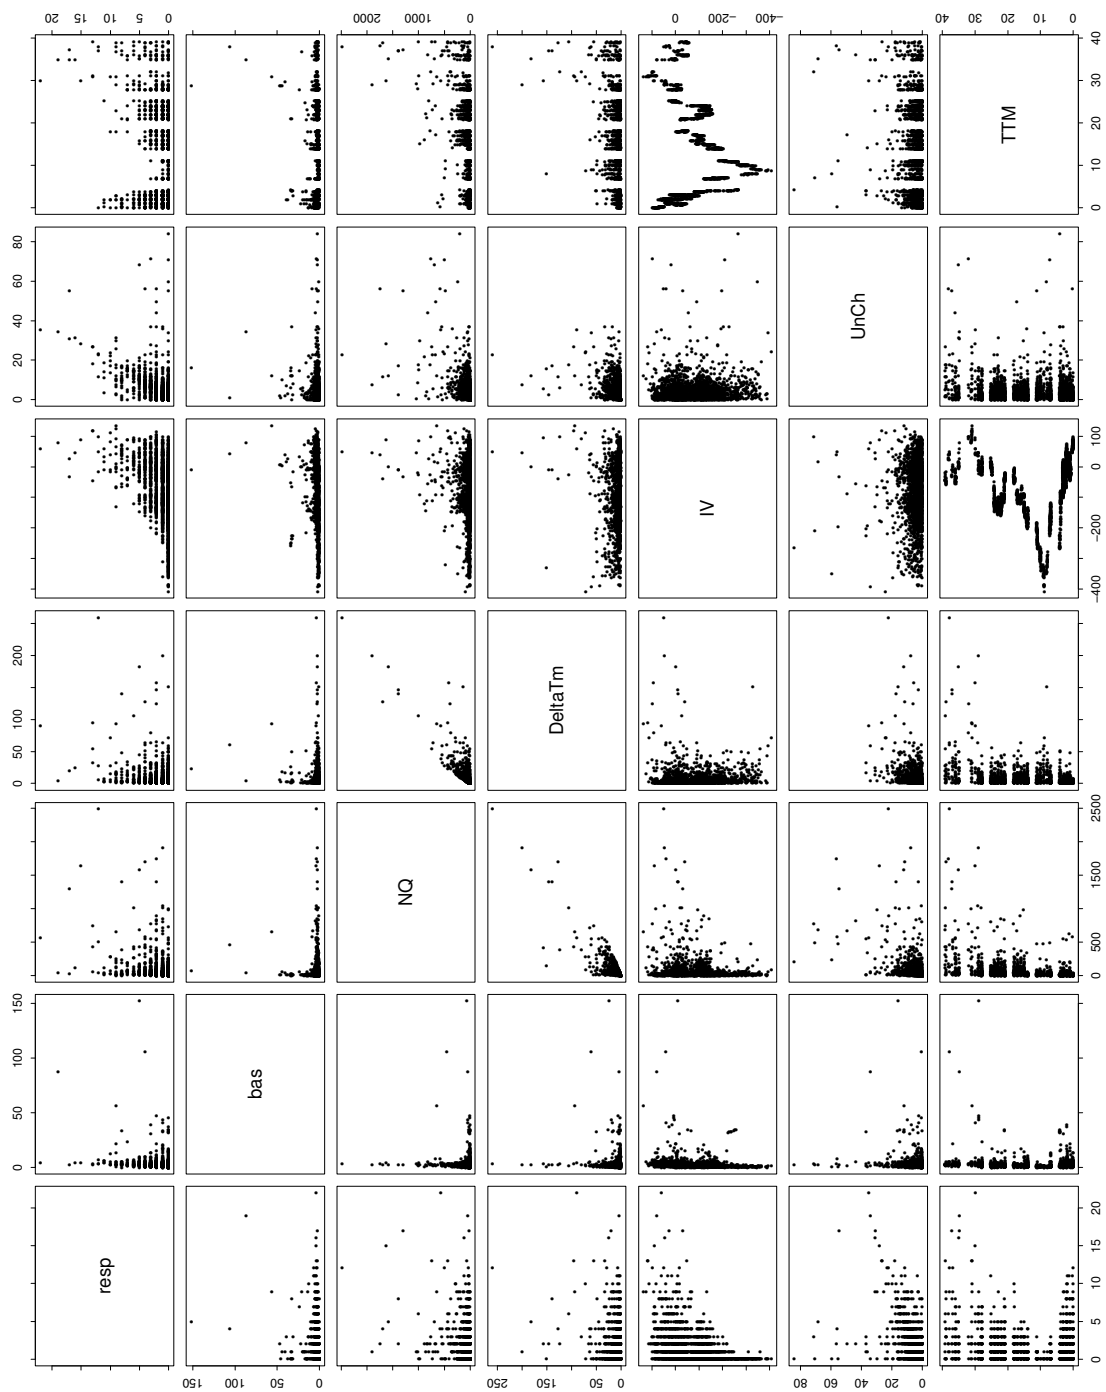 0 50 100 150
0 50 100 150 200
0 20 40 60 80
resp
20 15 10 5 0
150 100 50 0
bas
NQ
2000 1000 0
250 150 50 0
DeltaTm
IV
0 −200 −400
80 60 40 20 0
UnCh
TTM
40 30 20 10 0
0 5 10 15 20
0 500 1500 2500
−400 −200 0 100
0 10 20 30 40